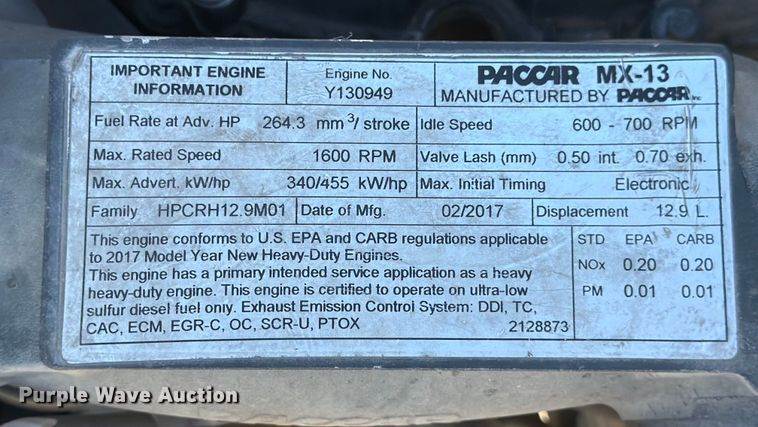 IMPORTANT ENGINE INFORMATION
Engine No. Y130949
PACCAR MX-13
MANUFACTURED BY PACCAR INC
Fuel Rate at Adv. HP 264.3 mm³/ stroke Idle Speed 600 - 700 RPM
Max. Rated Speed 1600 RPM Valve Lash (mm) 0.50 int. 0.70 exh.
Max. Advert. kW/hp 340/455 kW/hp Max. Initial Timing Electronic
Family HPCRH12.9M01 Date of Mfg. 02/2017 Displacement 12.9 L.
This engine conforms to U.S. EPA and CARB regulations applicable
to 2017 Model Year New Heavy-Duty Engines.
This engine has a primary intended service application as a heavy
heavy-duty engine. This engine is certified to operate on ultra-low
sulfur diesel fuel only. Exhaust Emission Control System: DDI, TC,
CAC, ECM, EGR-C, OC, SCR-U, PTOX 2128873
STD EPA CARB
NOx 0.20 0.20
PM 0.01 0.01
Purple Wave Auction